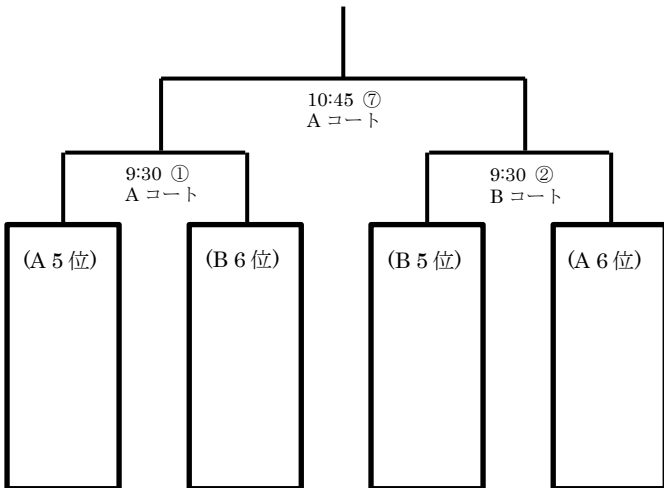 10:45 ⑦
A コート
9:30 ①
A コート
9:30 ②
B コート
(A 5 位)
(B 6 位)
(B 5 位)
(A 6 位)